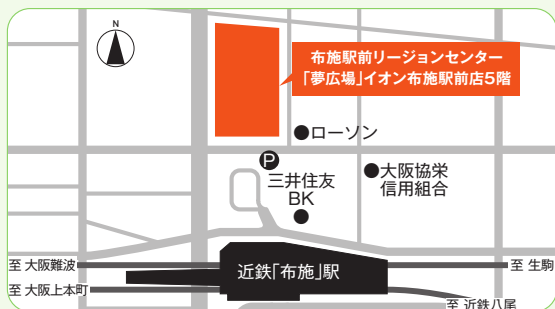 N
布施駅前リージョンセンター
「夢広場」イオン布施駅前店5階
●ローソン
P
三井住友
BK
●大阪協栄
信用組合
至 大阪難波
近鉄「布施」駅
至 生駒
至 大阪上本町
至 近鉄八尾